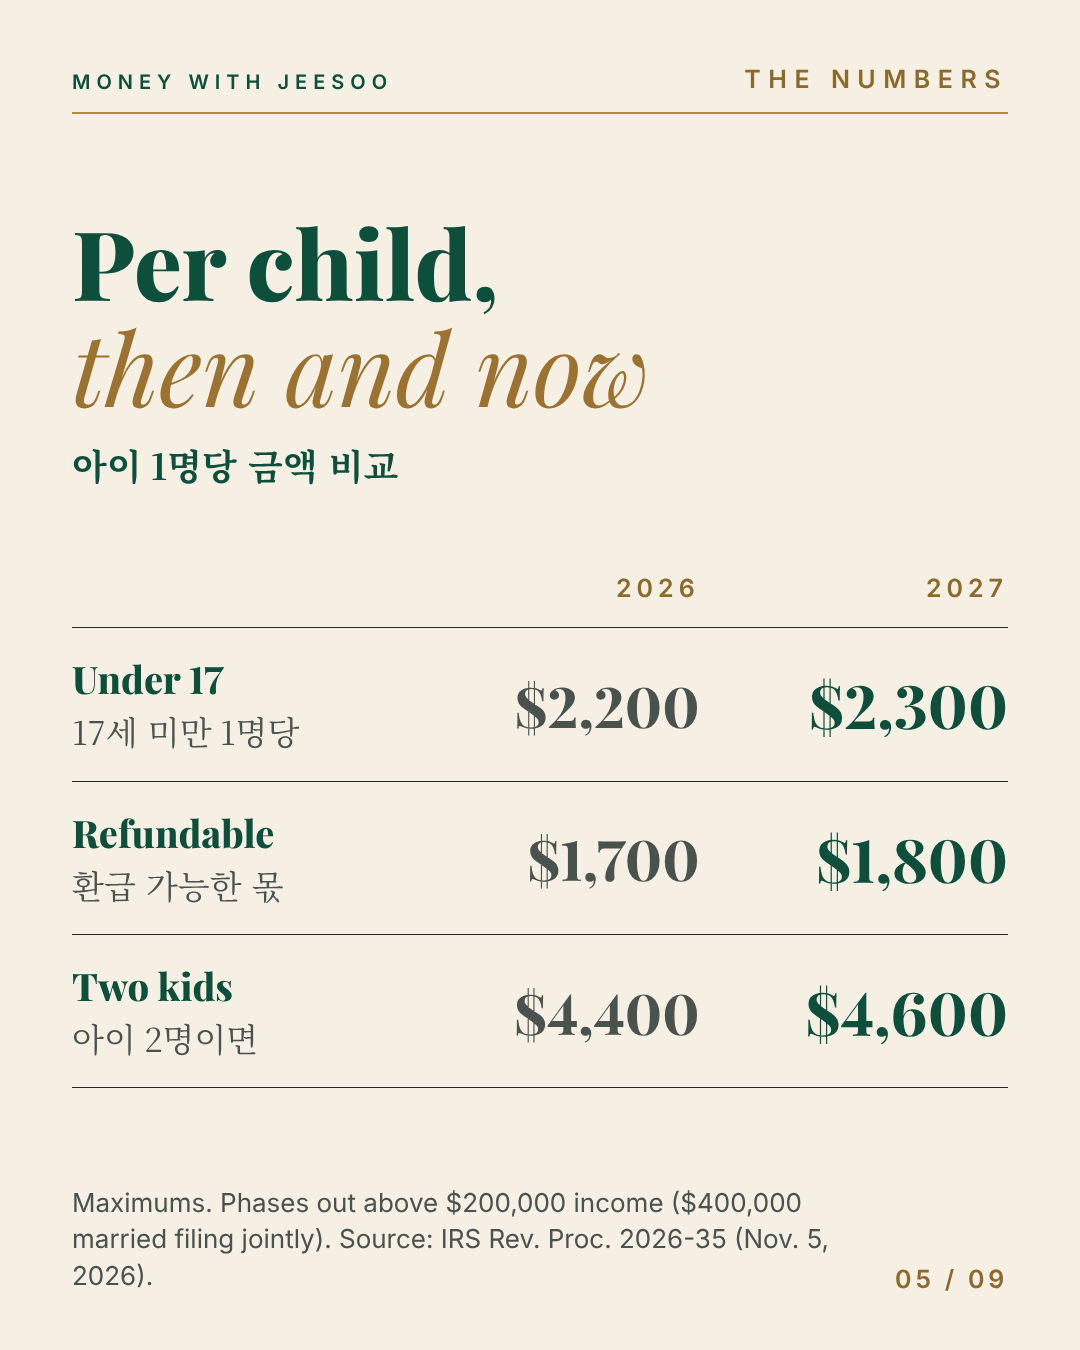 MONEY WITH JEESOO
THE NUMBERS
Per child,
then and now
아이 1명당 금액 비교
2026 2027
Under 17
17세 미만 1명당
$2,200 $2,300
Refundable
환급 가능한 몫
$1,700 $1,800
Two kids
아이 2명이면
$4,400 $4,600
Maximums. Phases out above $200,000 income ($400,000
married filing jointly). Source: IRS Rev. Proc. 2026-35 (Nov. 5,
2026).
05 / 09